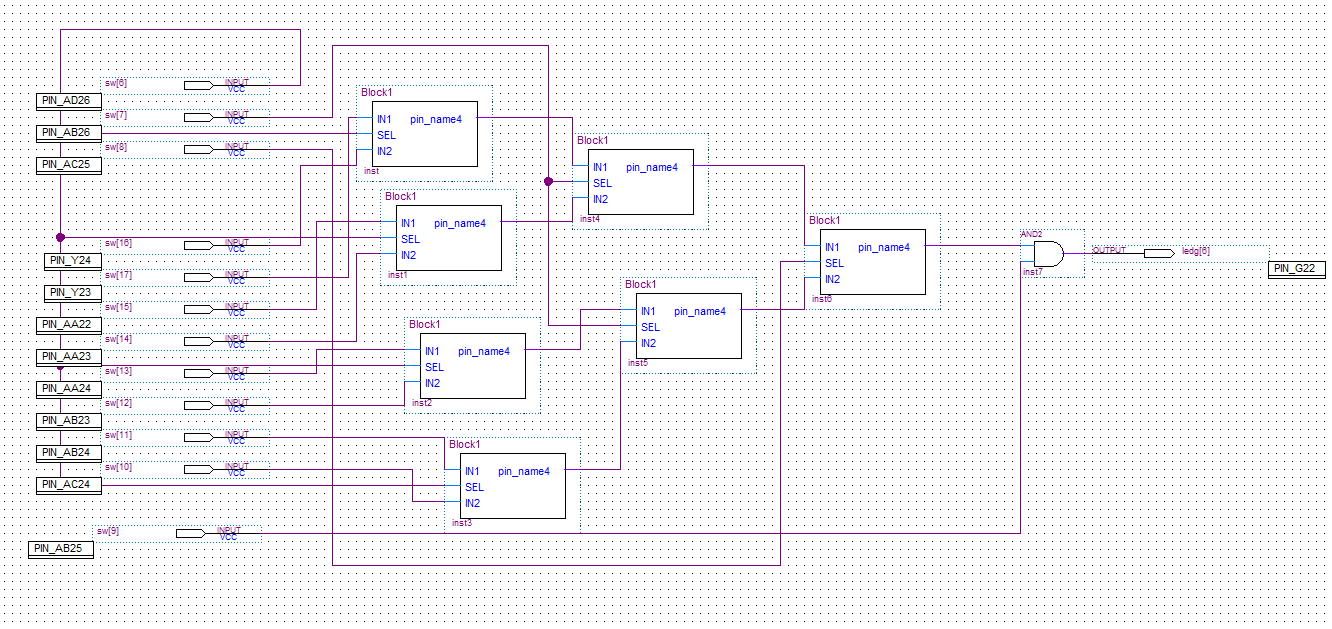 sw[6] INPUT VCC
PIN_AD26
sw[7] INPUT VCC
PIN_AB26
sw[8] INPUT VCC
PIN_AC25
Block1
IN1 pin_name4
SEL
IN2
inst
Block1
IN1 pin_name4
SEL
IN2
inst4
Block1
IN1 pin_name4
SEL
IN2
inst1
Block1
IN1 pin_name4
SEL
IN2
inst6
AND2
inst7
OUTPUT ledg[6]
PIN_G22
sw[16] INPUT VCC
PIN_Y24
sw[17] INPUT VCC
PIN_Y23
sw[15] INPUT VCC
PIN_AA22
sw[14] INPUT VCC
PIN_AA23
sw[13] INPUT VCC
PIN_AA24
sw[12] INPUT VCC
PIN_AB23
sw[11] INPUT VCC
PIN_AB24
sw[10] INPUT VCC
PIN_AC24
Block1
IN1 pin_name4
SEL
IN2
inst5
Block1
IN1 pin_name4
SEL
IN2
inst2
Block1
IN1 pin_name4
SEL
IN2
inst3
sw[9] INPUT VCC
PIN_AB25